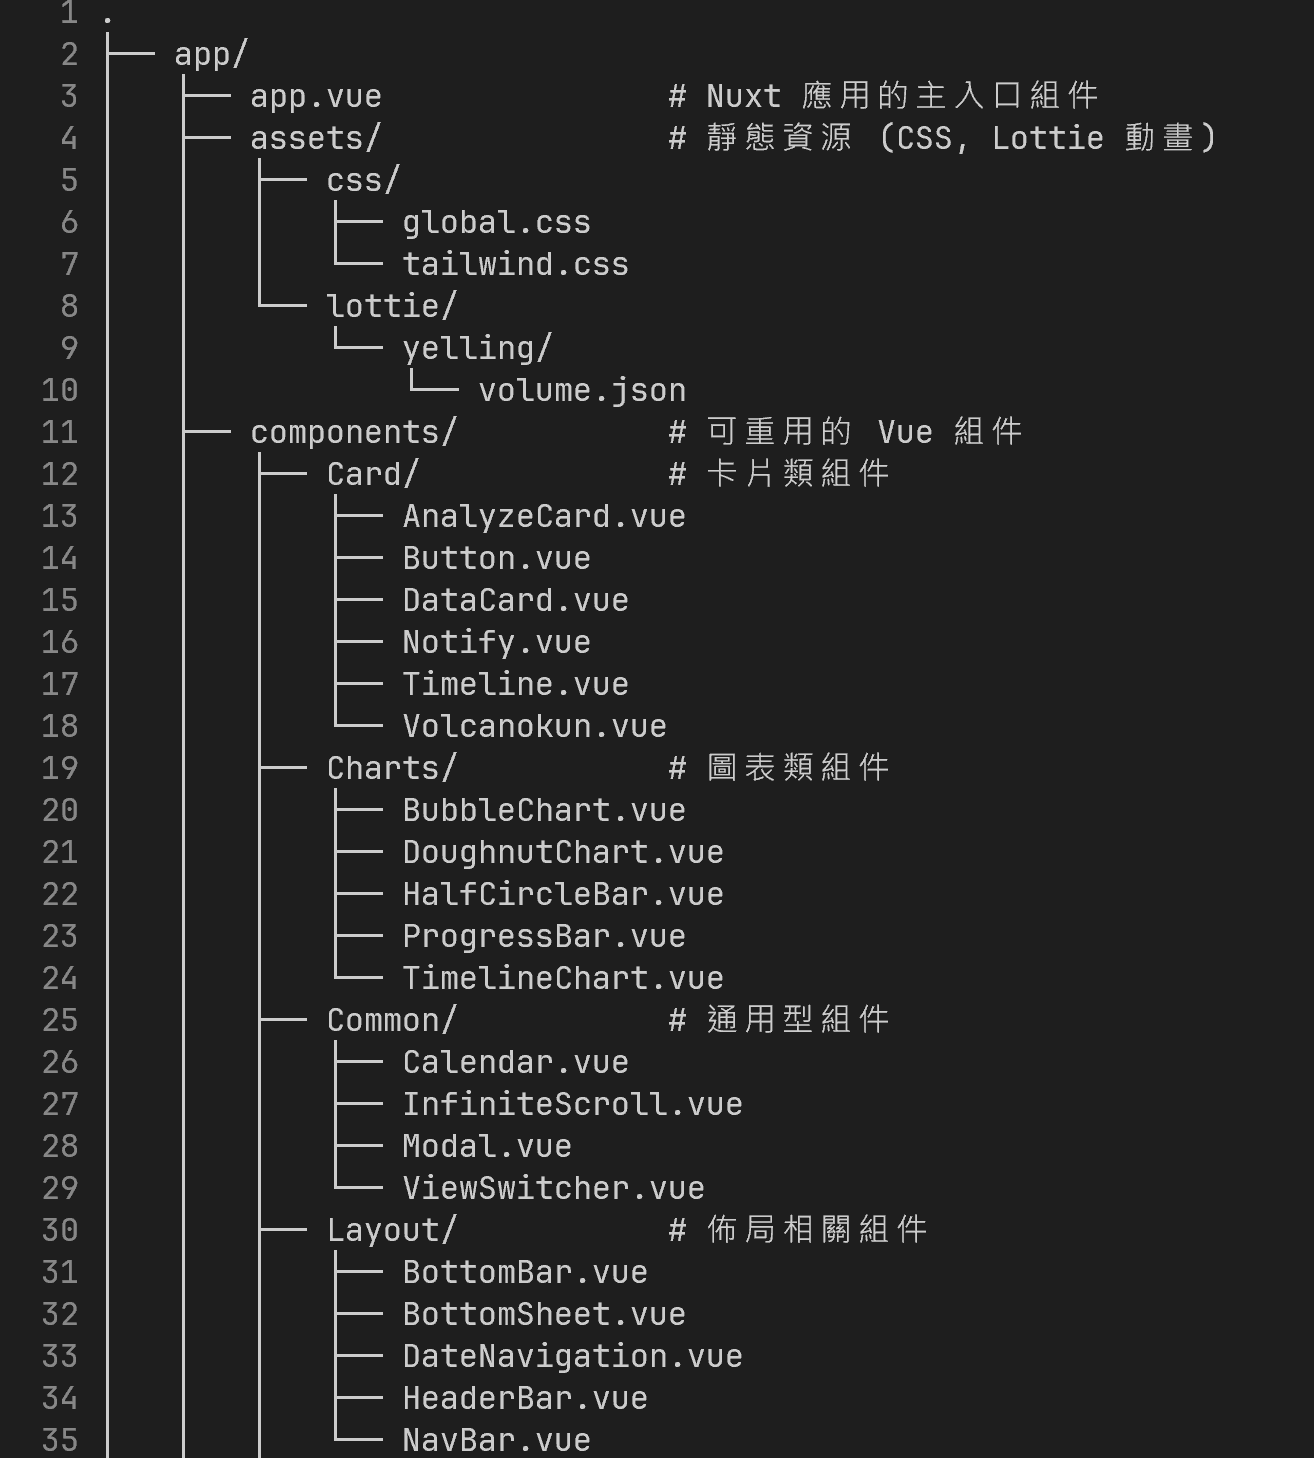 1 .
2 ├── app/
3 │   ├── app.vue               # Nuxt 應用的主入口組件
4 │   ├── assets/               # 靜態資源 (CSS, Lottie 動畫)
5 │   │   ├── css/
6 │   │   │   ├── global.css
7 │   │   │   └── tailwind.css
8 │   │   └── lottie/
9 │   │       └── yelling/
10 │   │           └── volume.json
11 │   ├── components/           # 可重用的 Vue 組件
12 │   │   ├── Card/             # 卡片類組件
13 │   │   │   ├── AnalyzeCard.vue
14 │   │   │   ├── Button.vue
15 │   │   │   ├── DataCard.vue
16 │   │   │   ├── Notify.vue
17 │   │   │   ├── Timeline.vue
18 │   │   │   └── Volcanokun.vue
19 │   │   ├── Charts/           # 圖表類組件
20 │   │   │   ├── BubbleChart.vue
21 │   │   │   ├── DoughnutChart.vue
22 │   │   │   ├── HalfCircleBar.vue
23 │   │   │   ├── ProgressBar.vue
24 │   │   │   └── TimelineChart.vue
25 │   │   ├── Common/           # 通用型組件
26 │   │   │   ├── Calendar.vue
27 │   │   │   ├── InfiniteScroll.vue
28 │   │   │   ├── Modal.vue
29 │   │   │   └── ViewSwitcher.vue
30 │   │   ├── Layout/           # 佈局相關組件
31 │   │   │   ├── BottomBar.vue
32 │   │   │   ├── BottomSheet.vue
33 │   │   │   ├── DateNavigation.vue
34 │   │   │   ├── HeaderBar.vue
35 │   │   │   └── NavBar.vue